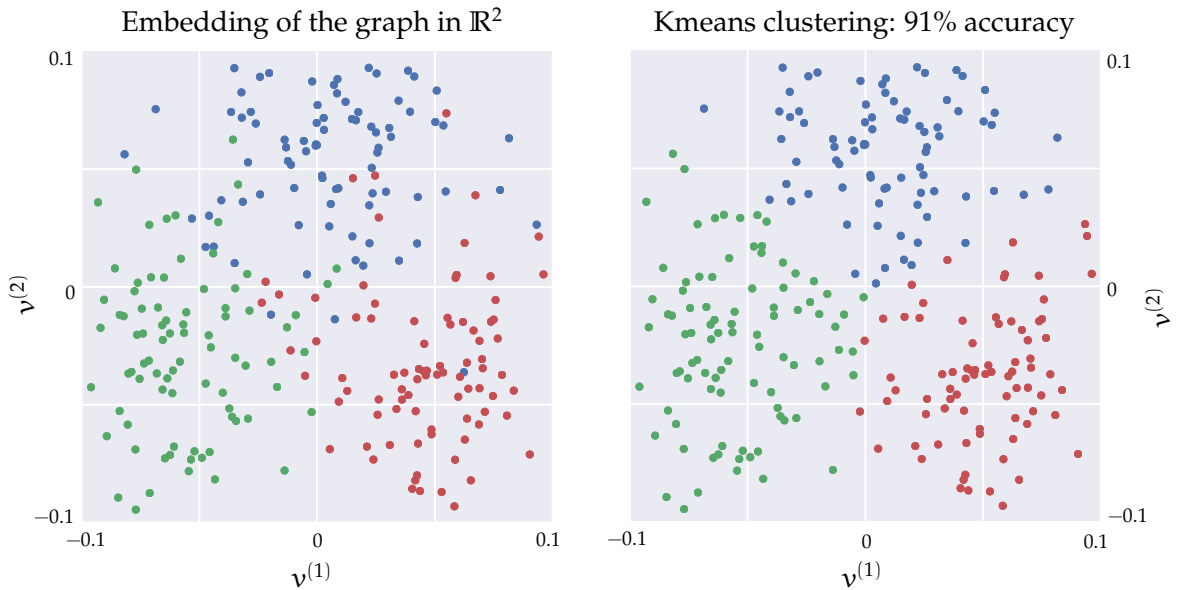 Embedding of the graph in ℝ²
Kmeans clustering: 91% accuracy
0.1
0
−0.1
ν⁽²⁾
−0.1
0
0.1
ν⁽¹⁾
0.1
0
−0.1
ν⁽²⁾
−0.1
0
0.1
ν⁽¹⁾